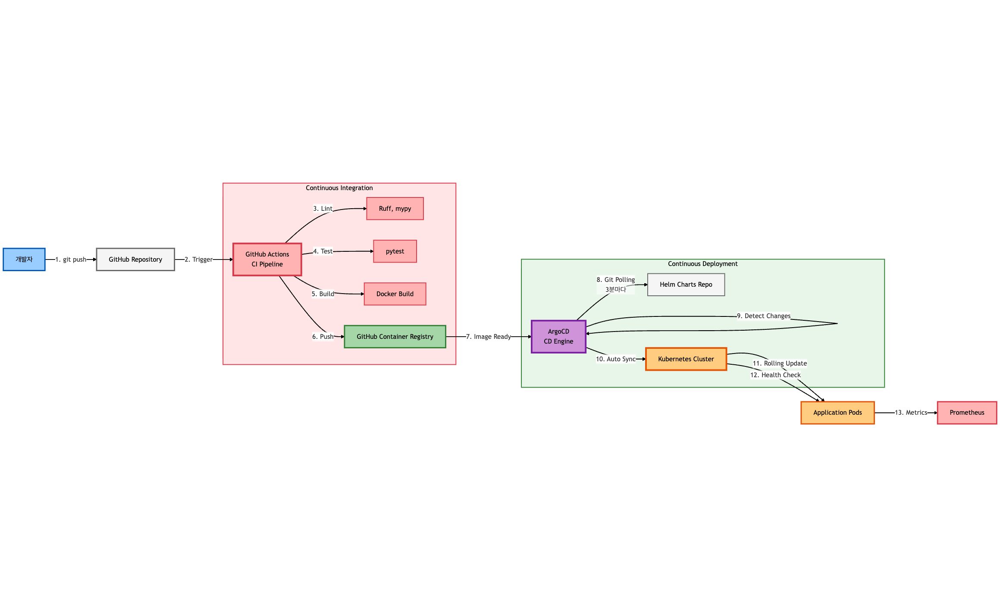 개발자
1. git push
GitHub Repository
2. Trigger
Continuous Integration
GitHub Actions
CI Pipeline
3. Lint
Ruff, mypy
4. Test
pytest
5. Build
Docker Build
6. Push
GitHub Container Registry
7. Image Ready
Continuous Deployment
ArgoCD
CD Engine
8. Git Polling
3분마다
Helm Charts Repo
9. Detect Changes
10. Auto Sync
Kubernetes Cluster
11. Rolling Update
12. Health Check
Application Pods
13. Metrics
Prometheus